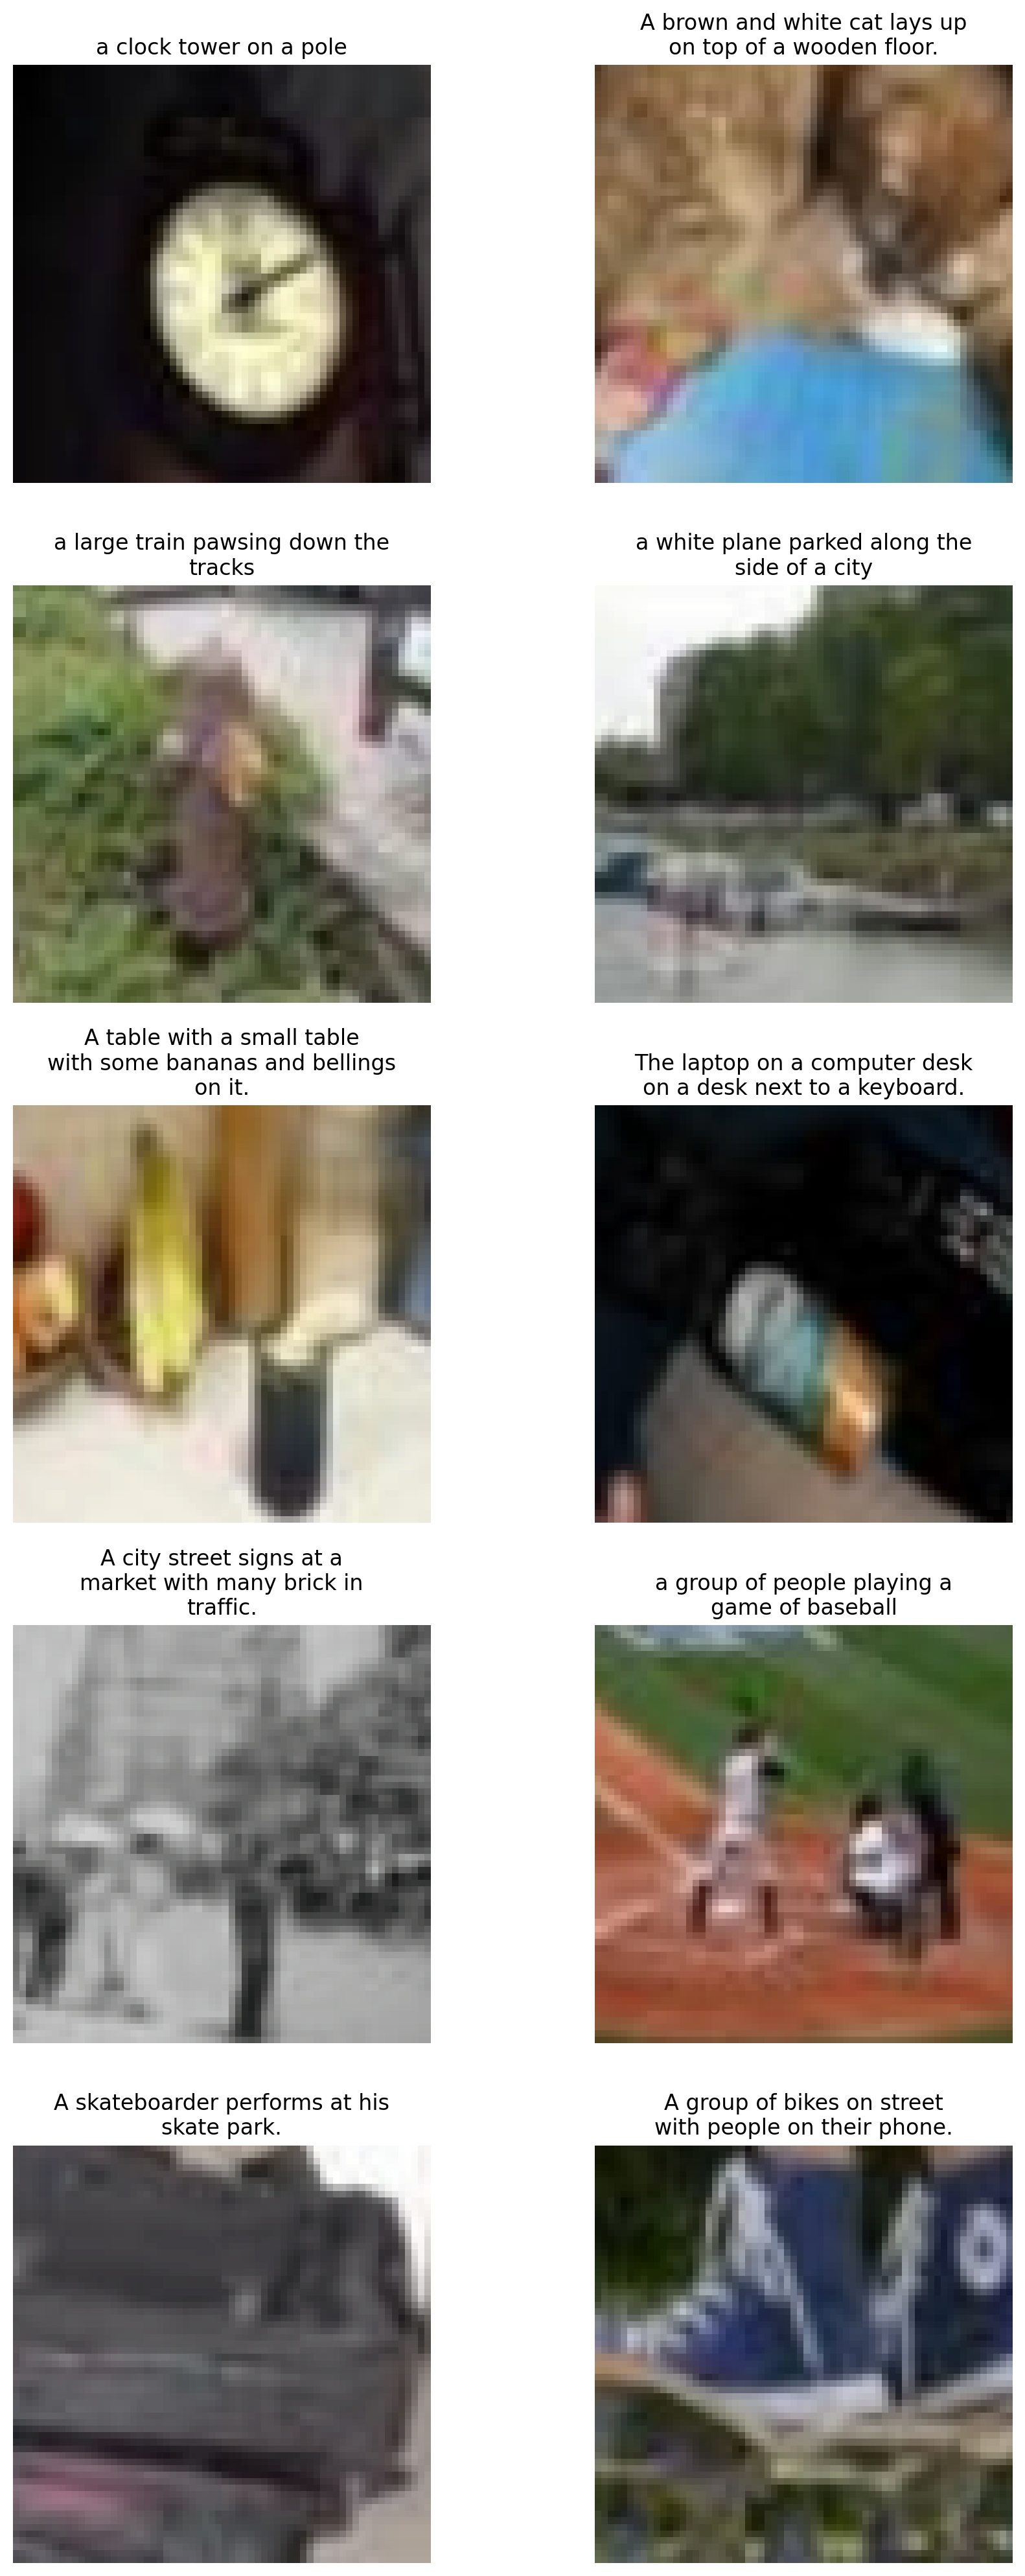 a clock tower on a pole
A brown and white cat lays up
on top of a wooden floor.
a large train pawsing down the
tracks
a white plane parked along the
side of a city
A table with a small table
with some bananas and bellings
on it.
The laptop on a computer desk
on a desk next to a keyboard.
A city street signs at a
market with many brick in
traffic.
a group of people playing a
game of baseball
A skateboarder performs at his
skate park.
A group of bikes on street
with people on their phone.